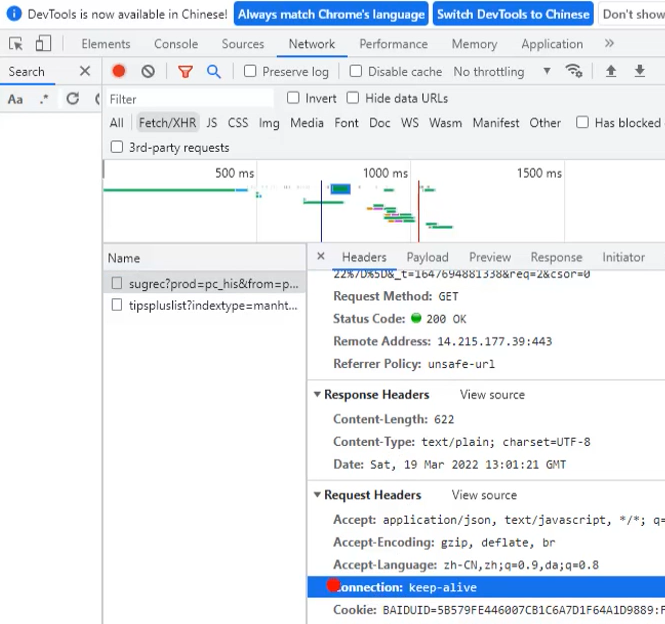 DevTools is now available in Chinese! Always match Chrome's language Switch DevTools to Chinese Don't show
Elements Console Sources Network Performance Memory Application »
Search × Preserve log Disable cache No throttling
Aa .* Filter Invert Hide data URLs
All Fetch/XHR JS CSS Img Media Font Doc WS Wasm Manifest Other Has blocked
3rd-party requests
500 ms 1000 ms 1500 ms
Name × Headers Payload Preview Response Initiator
22%7D%5D&_t=1647694881338&req=2&csor=0
sugrec?prod=pc_his&from=p...
tipspluslist?indextype=manht...
Request Method: GET
Status Code: 200 OK
Remote Address: 14.215.177.39:443
Referrer Policy: unsafe-url
Response Headers View source
Content-Length: 622
Content-Type: text/plain; charset=UTF-8
Date: Sat, 19 Mar 2022 13:01:21 GMT
Request Headers View source
Accept: application/json, text/javascript, */*; q=
Accept-Encoding: gzip, deflate, br
Accept-Language: zh-CN,zh;q=0.9,da;q=0.8
onnection: keep-alive
Cookie: BAIDUID=5B579FE446007CB1C6A7D1F64A1D9889:F